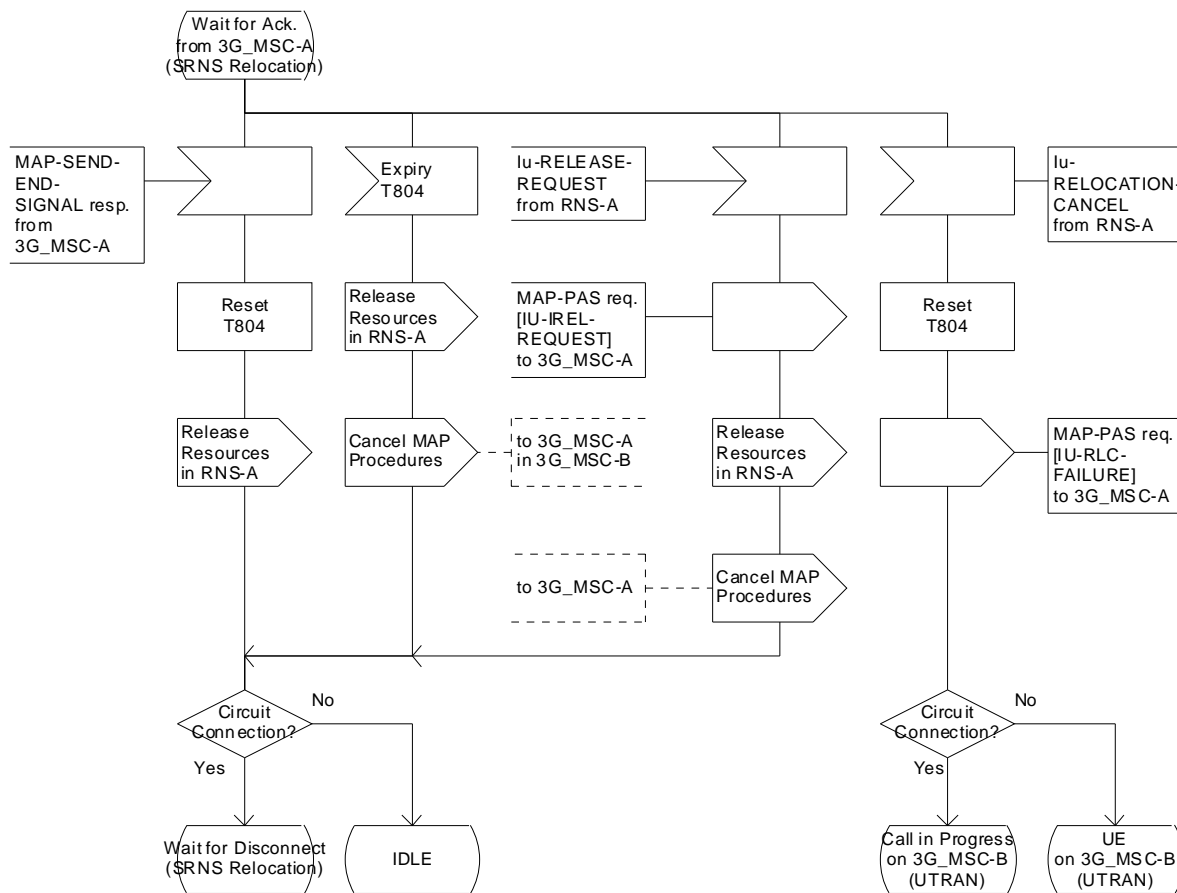 Wait for Ack.
from 3G_MSC-A
(SRNS Relocation)
MAP-SEND-
END-
SIGNAL resp.
from
3G_MSC-A
Expiry
T804
Iu-RELEASE-
REQUEST
from RNS-A
Iu-
RELOCATION-
CANCEL
from RNS-A
Reset
T804
Release
Resources
in RNS-A
MAP-PAS req.
[IU-IREL-
REQUEST]
to 3G_MSC-A
Reset
T804
Release
Resources
in RNS-A
Cancel MAP
Procedures
to 3G_MSC-A
in 3G_MSC-B
Release
Resources
in RNS-A
MAP-PAS req.
[IU-RLC-
FAILURE]
to 3G_MSC-A
to 3G_MSC-A
Cancel MAP
Procedures
Circuit
Connection?
No
Yes
Circuit
Connection?
No
Yes
Wait for Disconnect
(SRNS Relocation)
IDLE
Call in Progress
on 3G_MSC-B
(UTRAN)
UE
on 3G_MSC-B
(UTRAN)